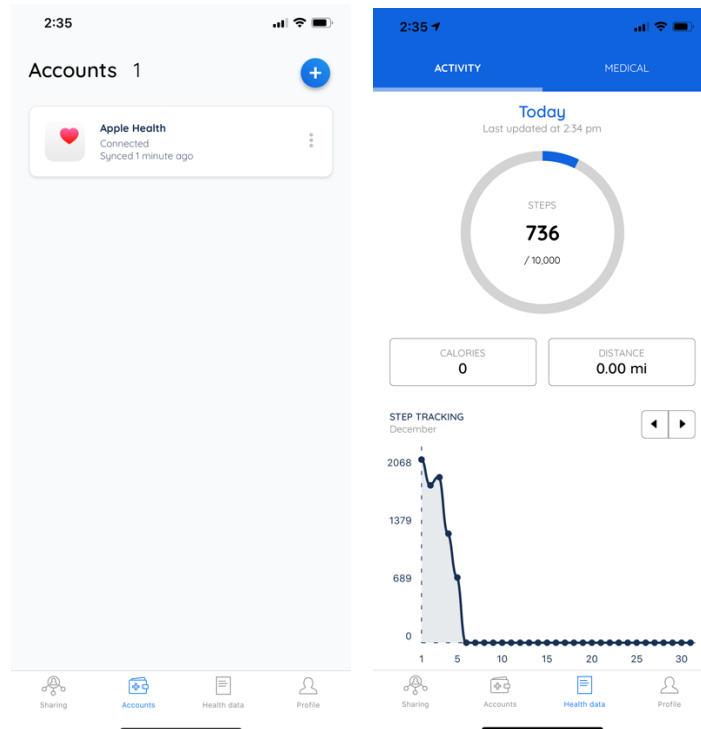 2:35
Accounts 1
+
Apple Health
Connected
Synced 1 minute ago
Sharing
Accounts
Health data
Profile
2:35
ACTIVITY
MEDICAL
Today
Last updated at 2:34 pm
STEPS
736
/ 10,000
CALORIES
0
DISTANCE
0.00 mi
STEP TRACKING
December
2068
1379
689
0
1 5 10 15 20 25 30
Sharing
Accounts
Health data
Profile